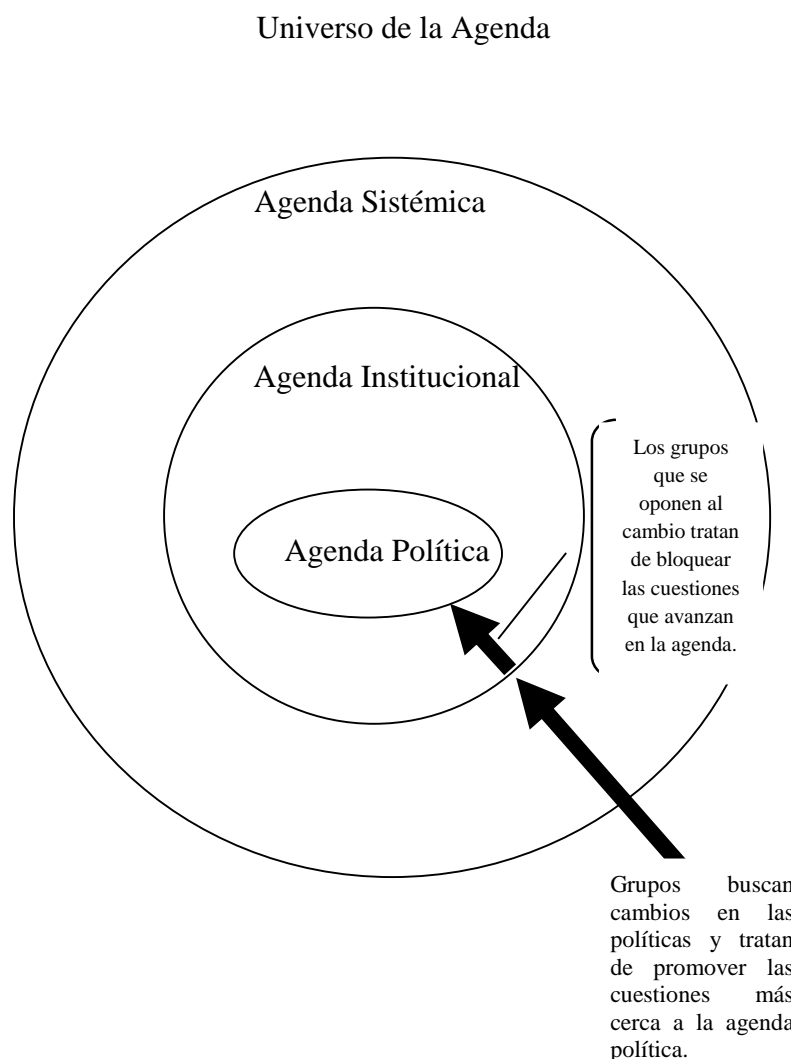 Universo de la Agenda
Agenda Sistémica
Agenda Institucional
Agenda Política
Los grupos
que se
oponen al
cambio tratan
de bloquear
las cuestiones
que avanzan
en la agenda.
Grupos buscan
cambios en las
políticas y tratan
de promover las
cuestiones más
cerca a la agenda
política.